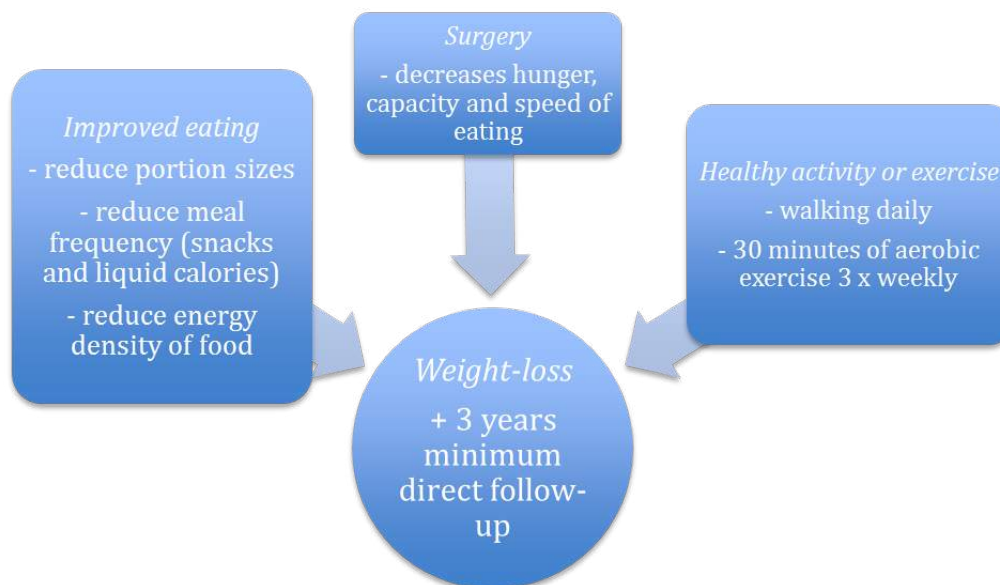 Surgery
- decreases hunger,
capacity and speed of
eating
Improved eating
- reduce portion sizes
- reduce meal
frequency (snacks
and liquid calories)
- reduce energy
density of food
Healthy activity or exercise
- walking daily
- 30 minutes of aerobic
exercise 3 x weekly
Weight-loss
+ 3 years
minimum
direct follow-
up